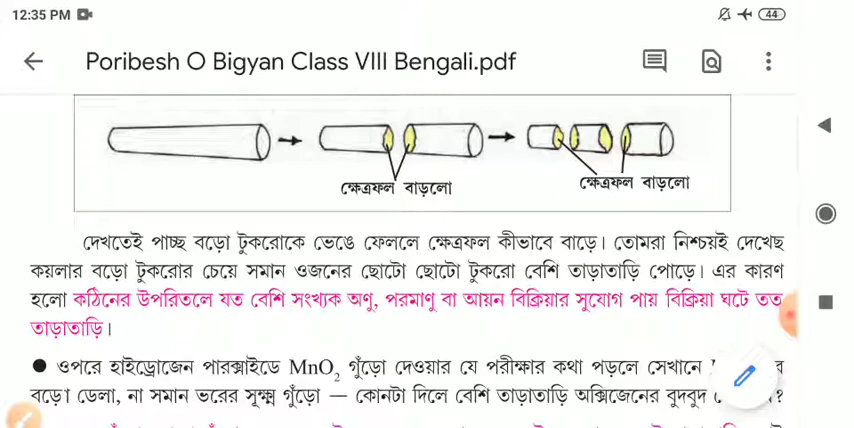 12:35 PM
44
Poribesh O Bigyan Class VIII Bengali.pdf
ক্ষেত্রফল বাড়লো
ক্ষেত্রফল বাড়লো
দেখতেই পাচ্ছ বড়ো টুকরোকে ভেঙে ফেললে ক্ষেত্রফল কীভাবে বাড়ে। তোমরা নিশ্চয়ই দেখেছ
কয়লার বড়ো টুকরোর চেয়ে সমান ওজনের ছোটো ছোটো টুকরো বেশি তাড়াতাড়ি পোড়ে। এর কারণ
হলো কঠিনের উপরিতলে যত বেশি সংখ্যক অণু, পরমাণু বা আয়ন বিক্রিয়ার সুযোগ পায় বিক্রিয়া ঘটে তত
তাড়াতাড়ি।
● ওপরে হাইড্রোজেন পারক্সাইডে MnO₂ গুঁড়ো দেওয়ার যে পরীক্ষার কথা পড়লে সেখানে
বড়ো ডেলা, না সমান ভরের সূক্ষ্ম গুঁড়ো — কোনটা দিলে বেশি তাড়াতাড়ি অক্সিজেনের বুদবুদ